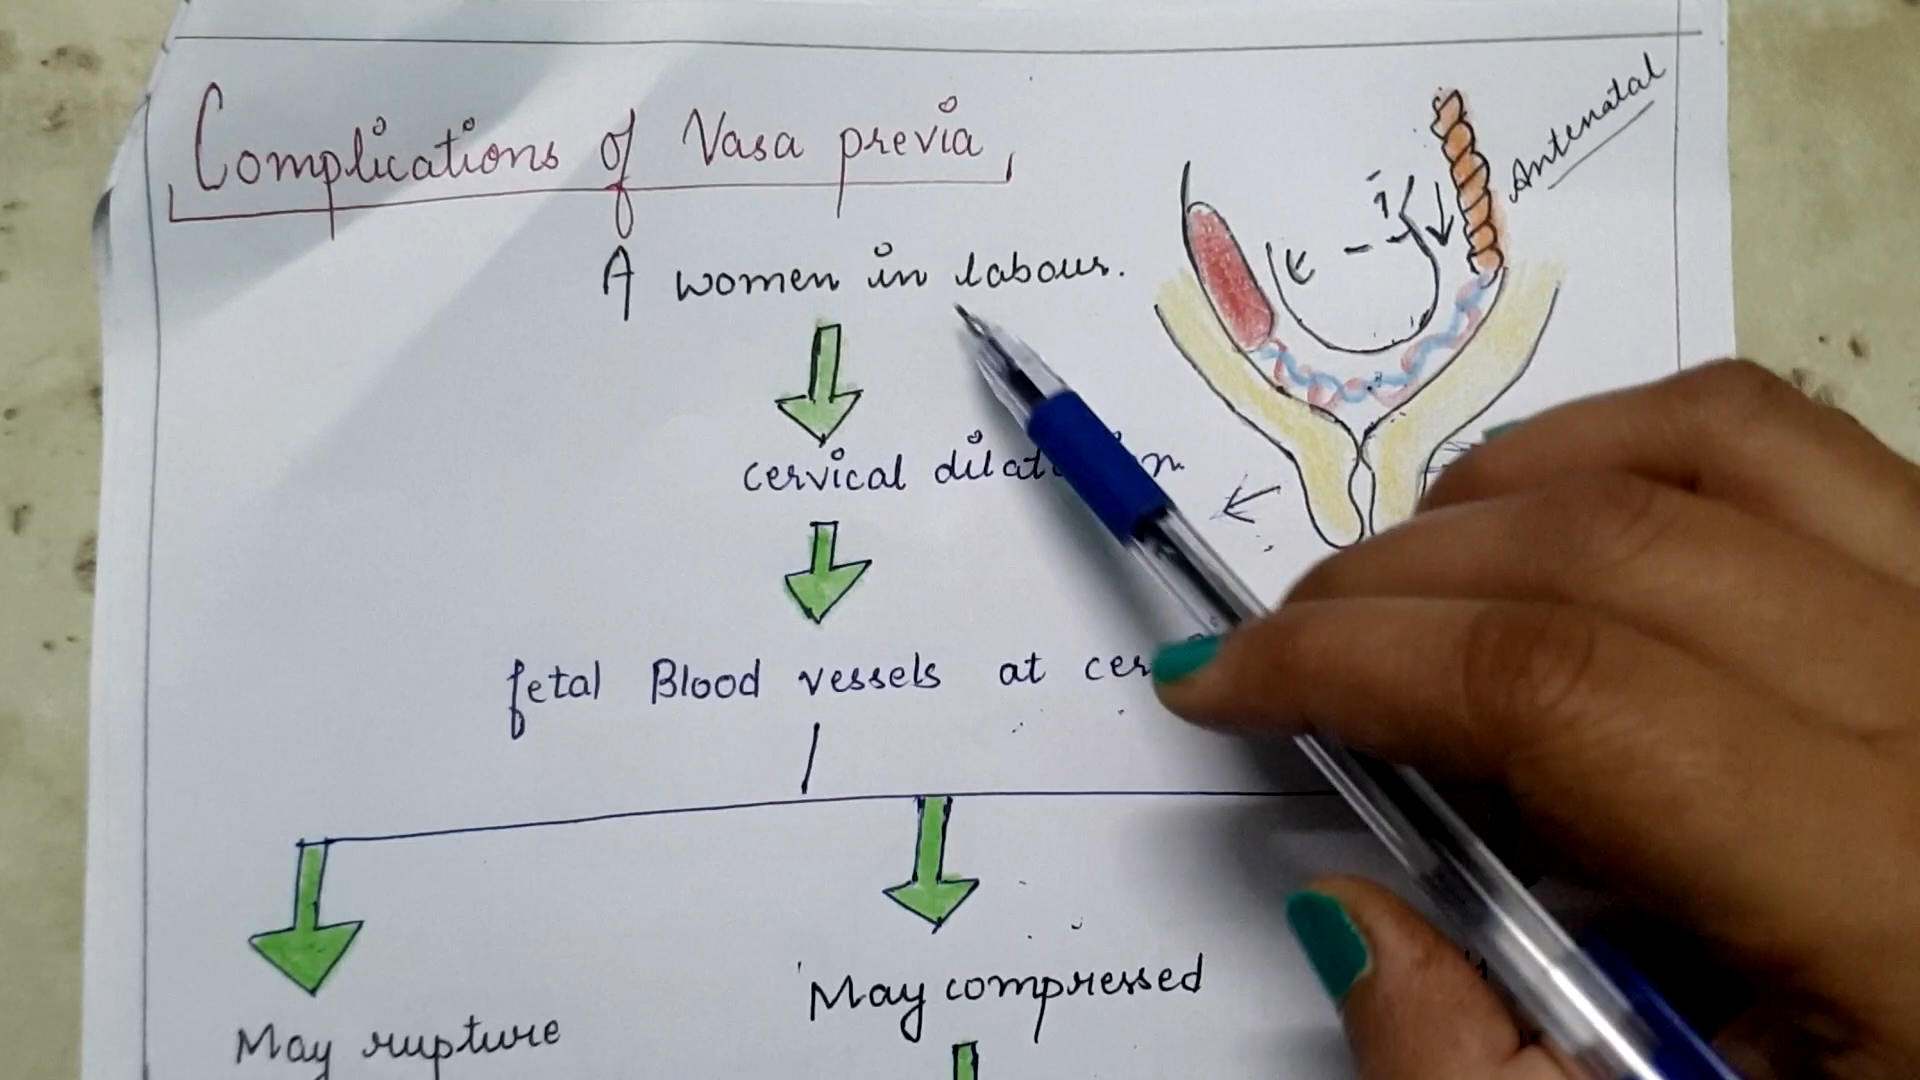 Complications of Vasa previa
Antenatal
A women in labour.
cervical
fetal Blood vessels at
May compressed
May rupture